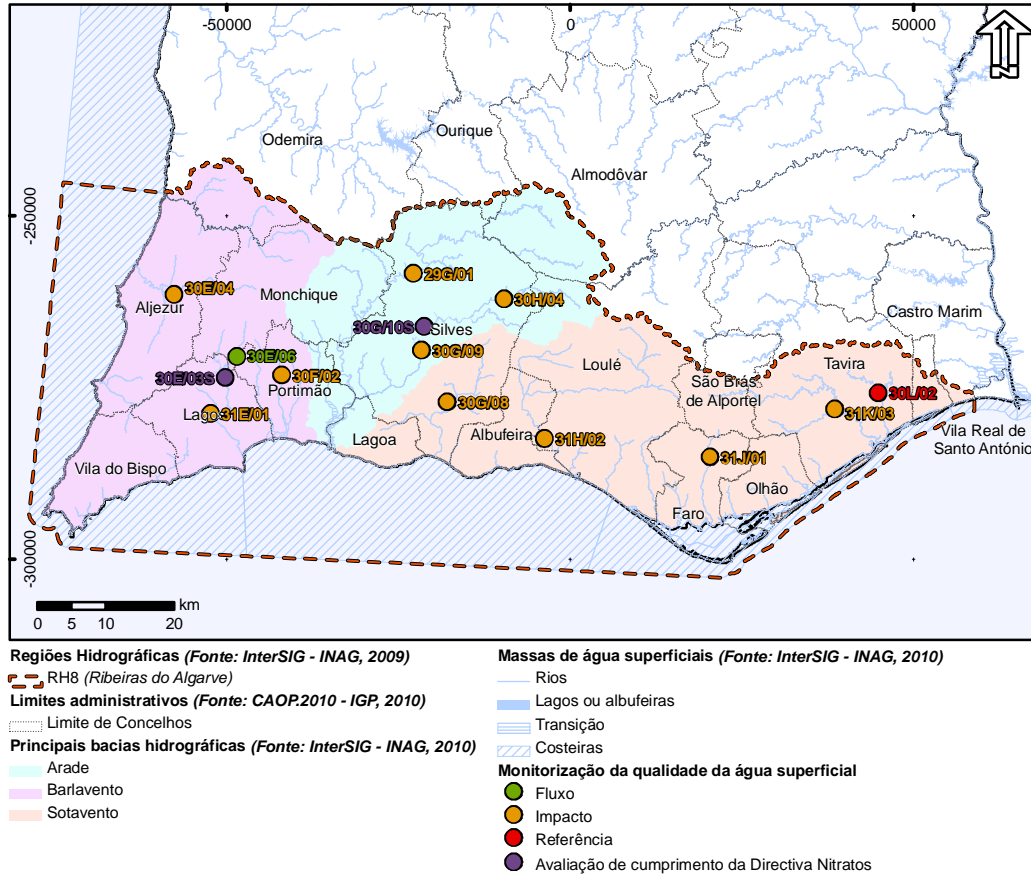 -50000
0
50000
N
Odemira
Ourique
Almodôvar
-250000
29G/01
30E/04
30H/04
Aljezur
Monchique
Castro Marim
30G/10S
Silves
30G/09
30E/06
Loulé
Tavira
30E/03S
30F/02
Portimão
São Brás
de Alportel
30L/02
30G/08
31K/03
Lagos
31E/01
Lagoa
Albufeira
31H/02
Vila Real de
Santo António
31J/01
Vila do Bispo
Olhão
Faro
-300000
km
0 5 10 20
Regiões Hidrográficas (Fonte: InterSIG - INAG, 2009)
RH8 (Ribeiras do Algarve)
Limites administrativos (Fonte: CAOP.2010 - IGP, 2010)
Limite de Concelhos
Principais bacias hidrográficas (Fonte: InterSIG - INAG, 2010)
Arade
Barlavento
Sotavento
Massas de água superficiais (Fonte: InterSIG - INAG, 2010)
Rios
Lagos ou albufeiras
Transição
Costeiras
Monitorização da qualidade da água superficial
Fluxo
Impacto
Referência
Avaliação de cumprimento da Directiva Nitratos